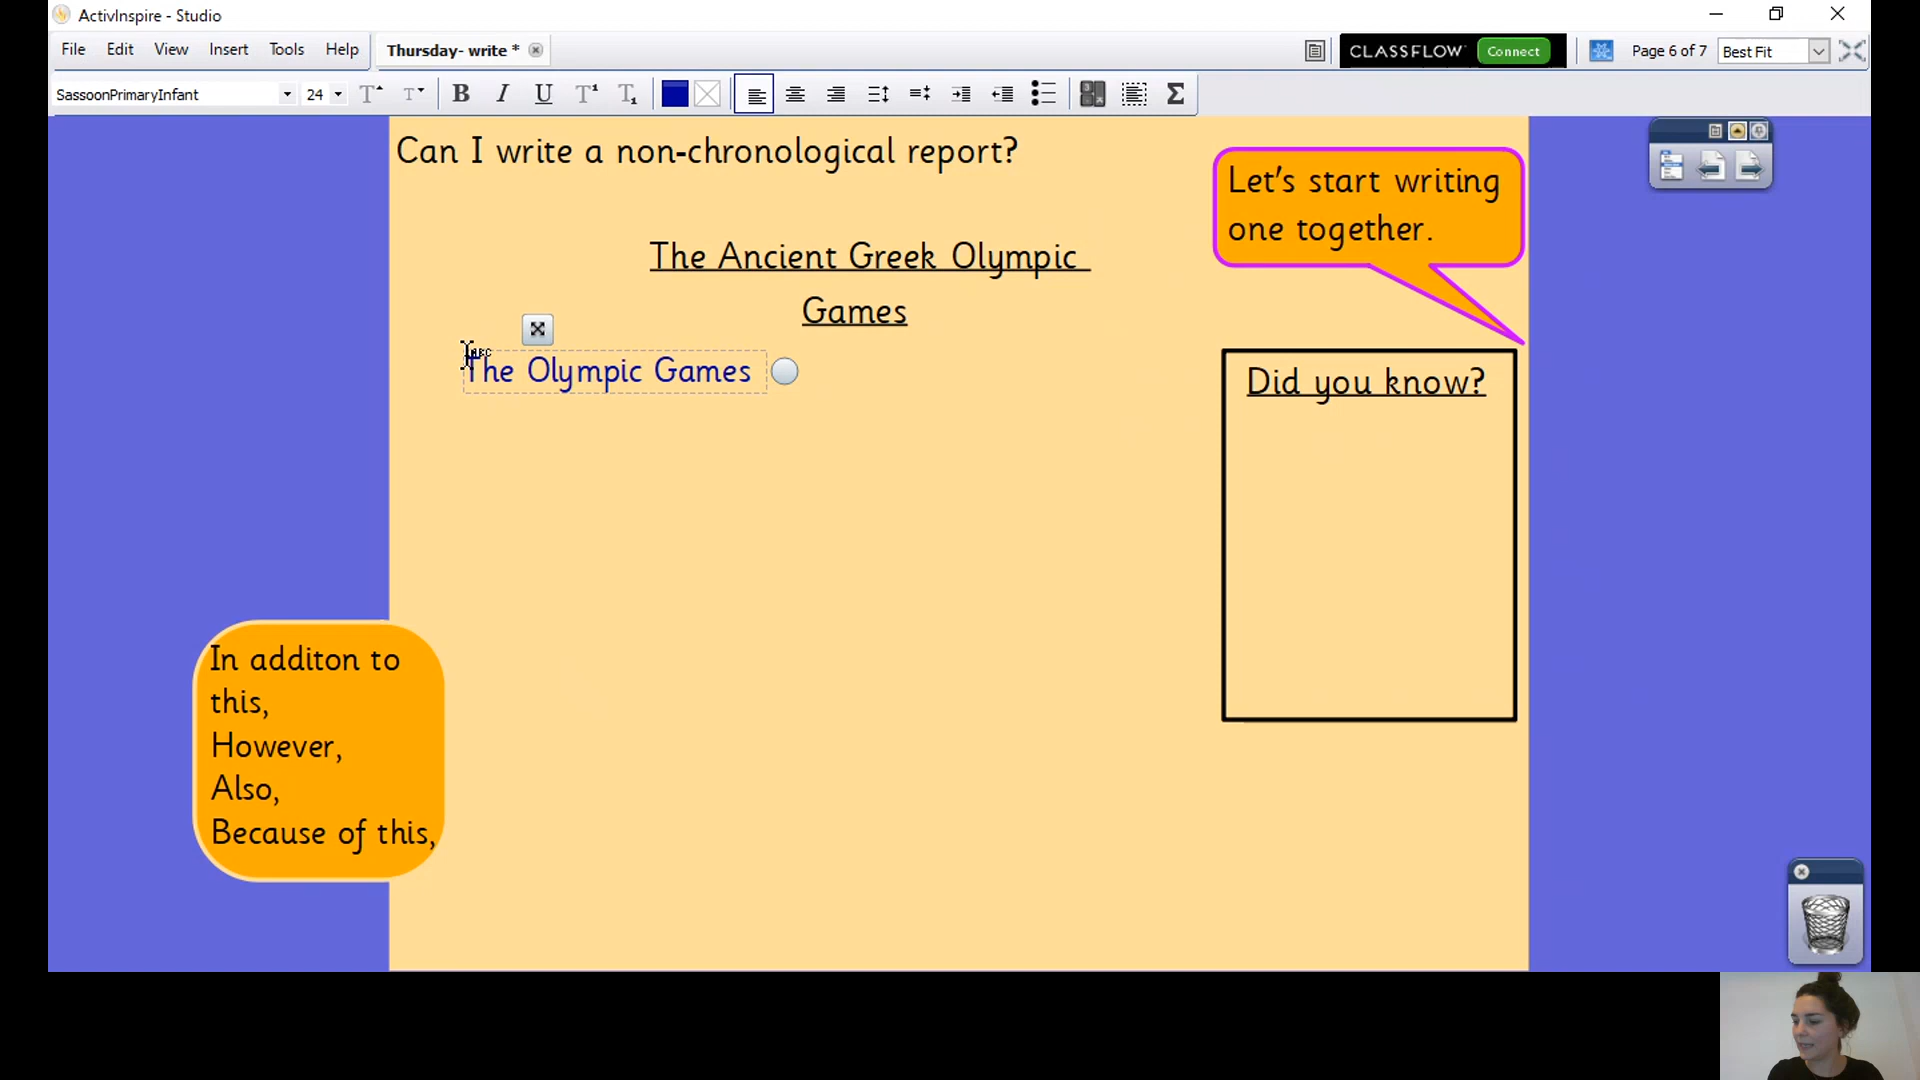 ActivInspire - Studio
File Edit View Insert Tools Help
Thursday- write *
CLASSFLOW Connect
Page 6 of 7
Best Fit
SassoonPrimaryInfant
24
B I U
Can I write a non-chronological report?
Let's start writing
one together.
The Ancient Greek Olympic
Games
The Olympic Games
Did you know?
In additon to
this,
However,
Also,
Because of this,